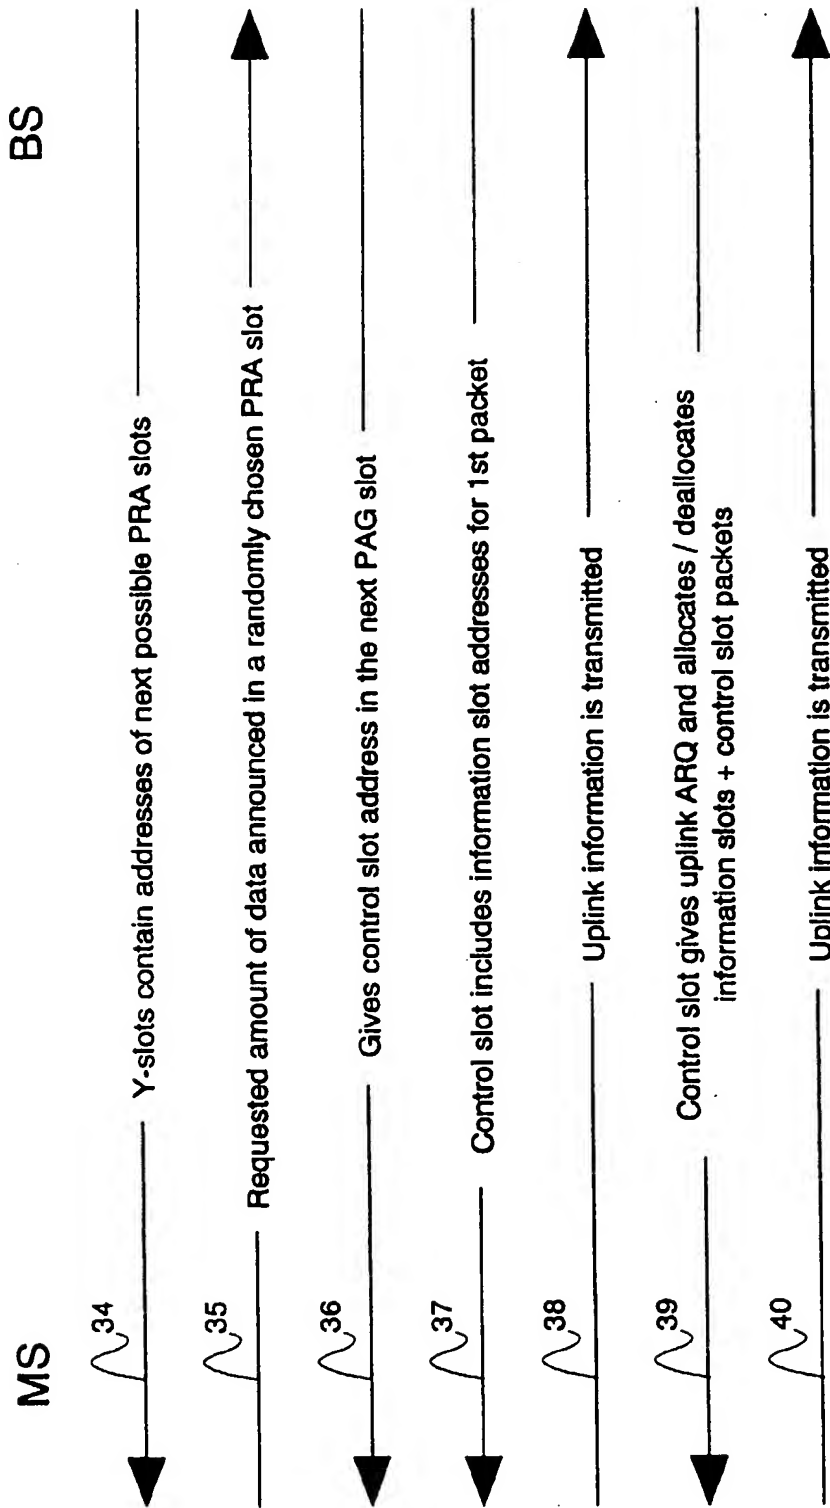 MS
BS
34
Y-slots contain addresses of next possible PRA slots
35
Requested amount of data announced in a randomly chosen PRA slot
36
Gives control slot address in the next PAG slot
37
Control slot includes information slot addresses for 1st packet
38
Uplink information is transmitted
39
Control slot gives uplink ARQ and allocates / deallocates
information slots + control slot packets
40
Uplink information is transmitted